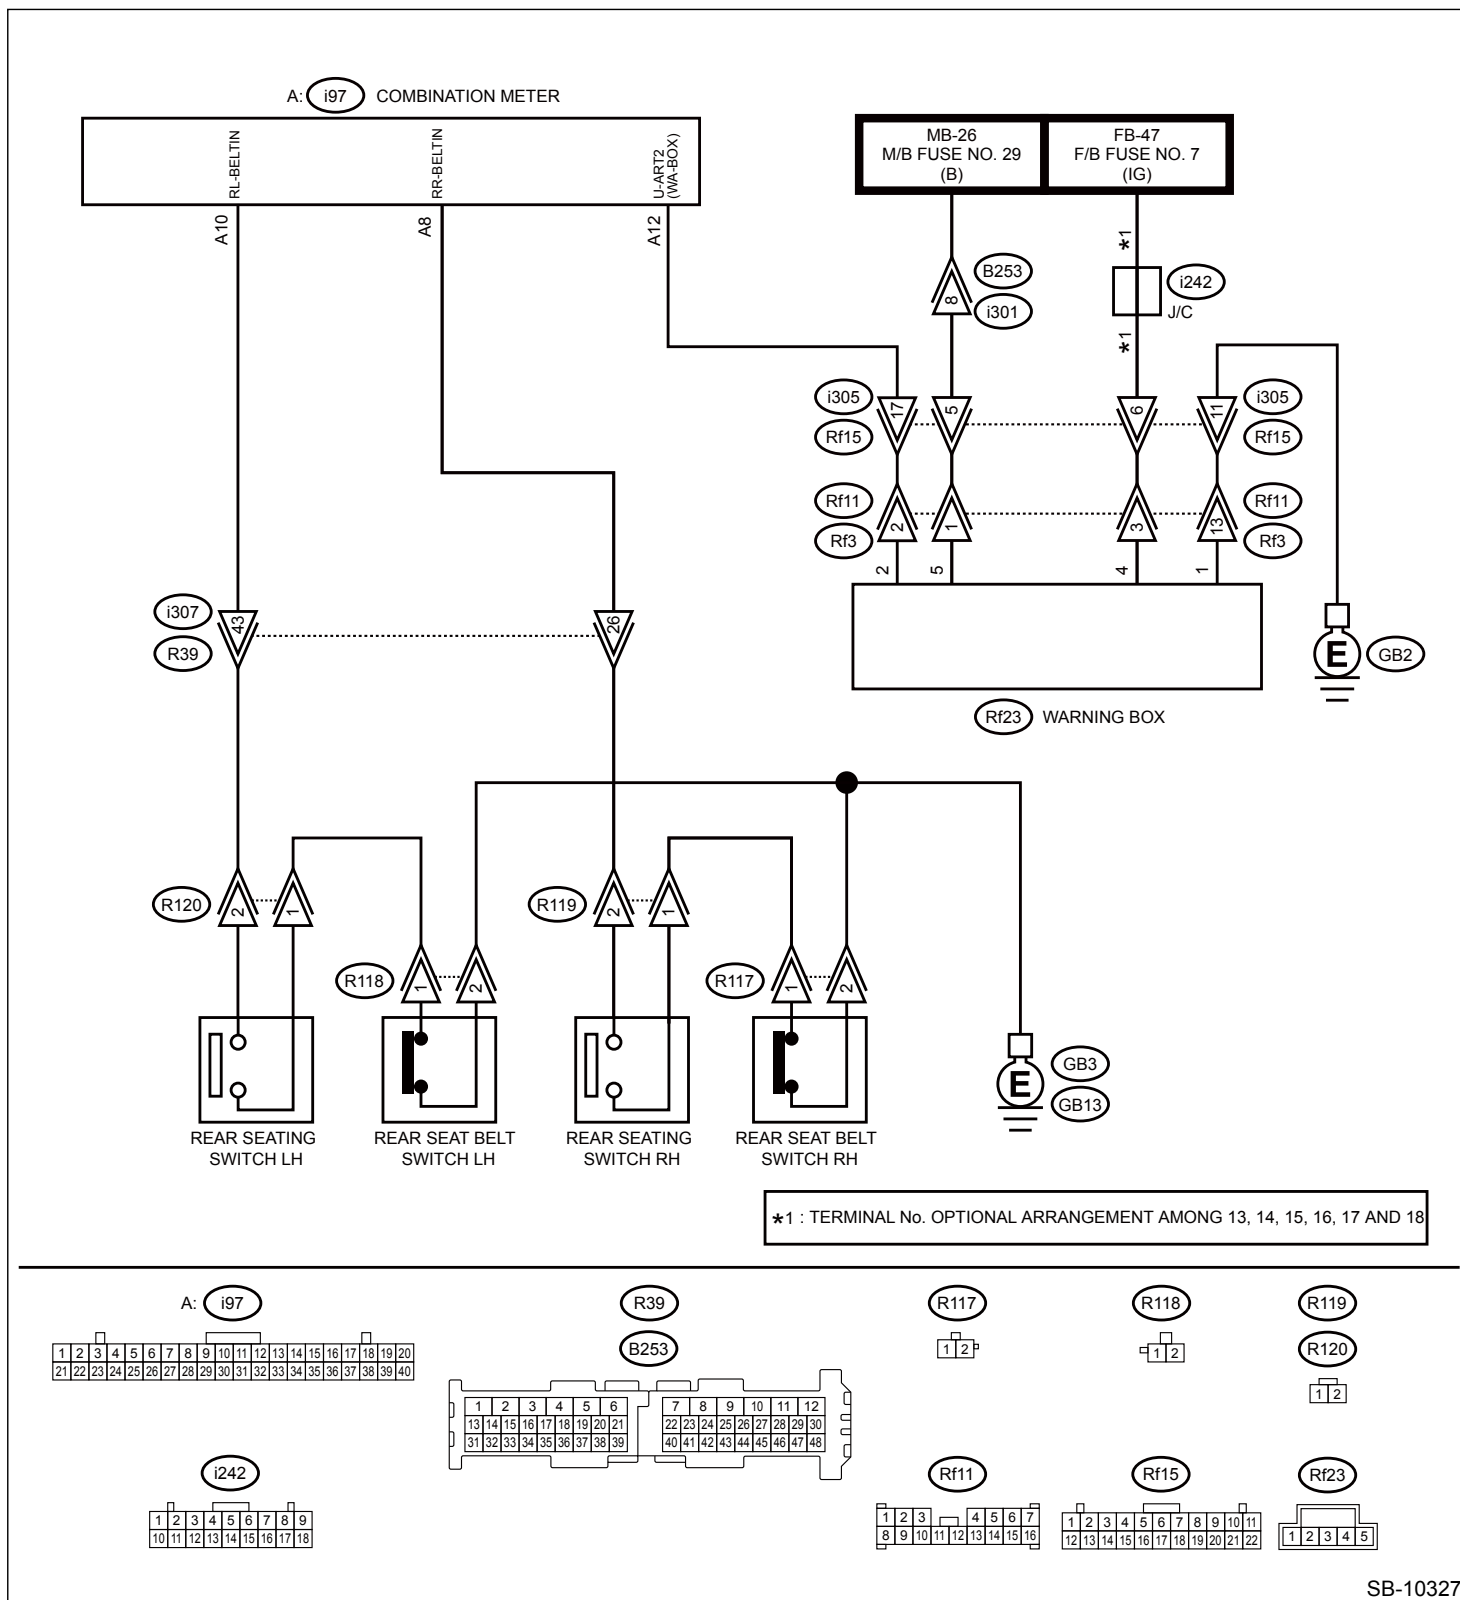 A: i97 COMBINATION METER
RL-BELTIN
RR-BELTIN
U-ART2
(WA-BOX)
A10
A8
A12
MB-26
M/B FUSE NO. 29
(B)
FB-47
F/B FUSE NO. 7
(IG)
*1
B253
8
i301
i242
J/C
*1
i305
17
5
6
11
i305
Rf15
Rf15
Rf11
2
1
3
13
Rf11
Rf3
Rf3
2
5
4
1
i307
43
26
R39
E
GB2
Rf23 WARNING BOX
R120
2
1
R119
2
1
R118
1
2
R117
1
2
E
GB3
GB13
REAR SEATING
SWITCH LH
REAR SEAT BELT
SWITCH LH
REAR SEATING
SWITCH RH
REAR SEAT BELT
SWITCH RH
*1 : TERMINAL No. OPTIONAL ARRANGEMENT AMONG 13, 14, 15, 16, 17 AND 18
A: i97
1 2 3 4 5 6 7 8 9 10 11 12 13 14 15 16 17 18 19 20
21 22 23 24 25 26 27 28 29 30 31 32 33 34 35 36 37 38 39 40
R39
B253
1 2 3 4 5 6 7 8 9 10 11 12
13 14 15 16 17 18 19 20 21 22 23 24 25 26 27 28 29 30
31 32 33 34 35 36 37 38 39 40 41 42 43 44 45 46 47 48
R117
1 2
R118
1 2
R119
R120
1 2
i242
1 2 3 4 5 6 7 8 9
10 11 12 13 14 15 16 17 18
Rf11
1 2 3 4 5 6 7
8 9 10 11 12 13 14 15 16
Rf15
1 2 3 4 5 6 7 8 9 10 11
12 13 14 15 16 17 18 19 20 21 22
Rf23
1 2 3 4 5
SB-10327